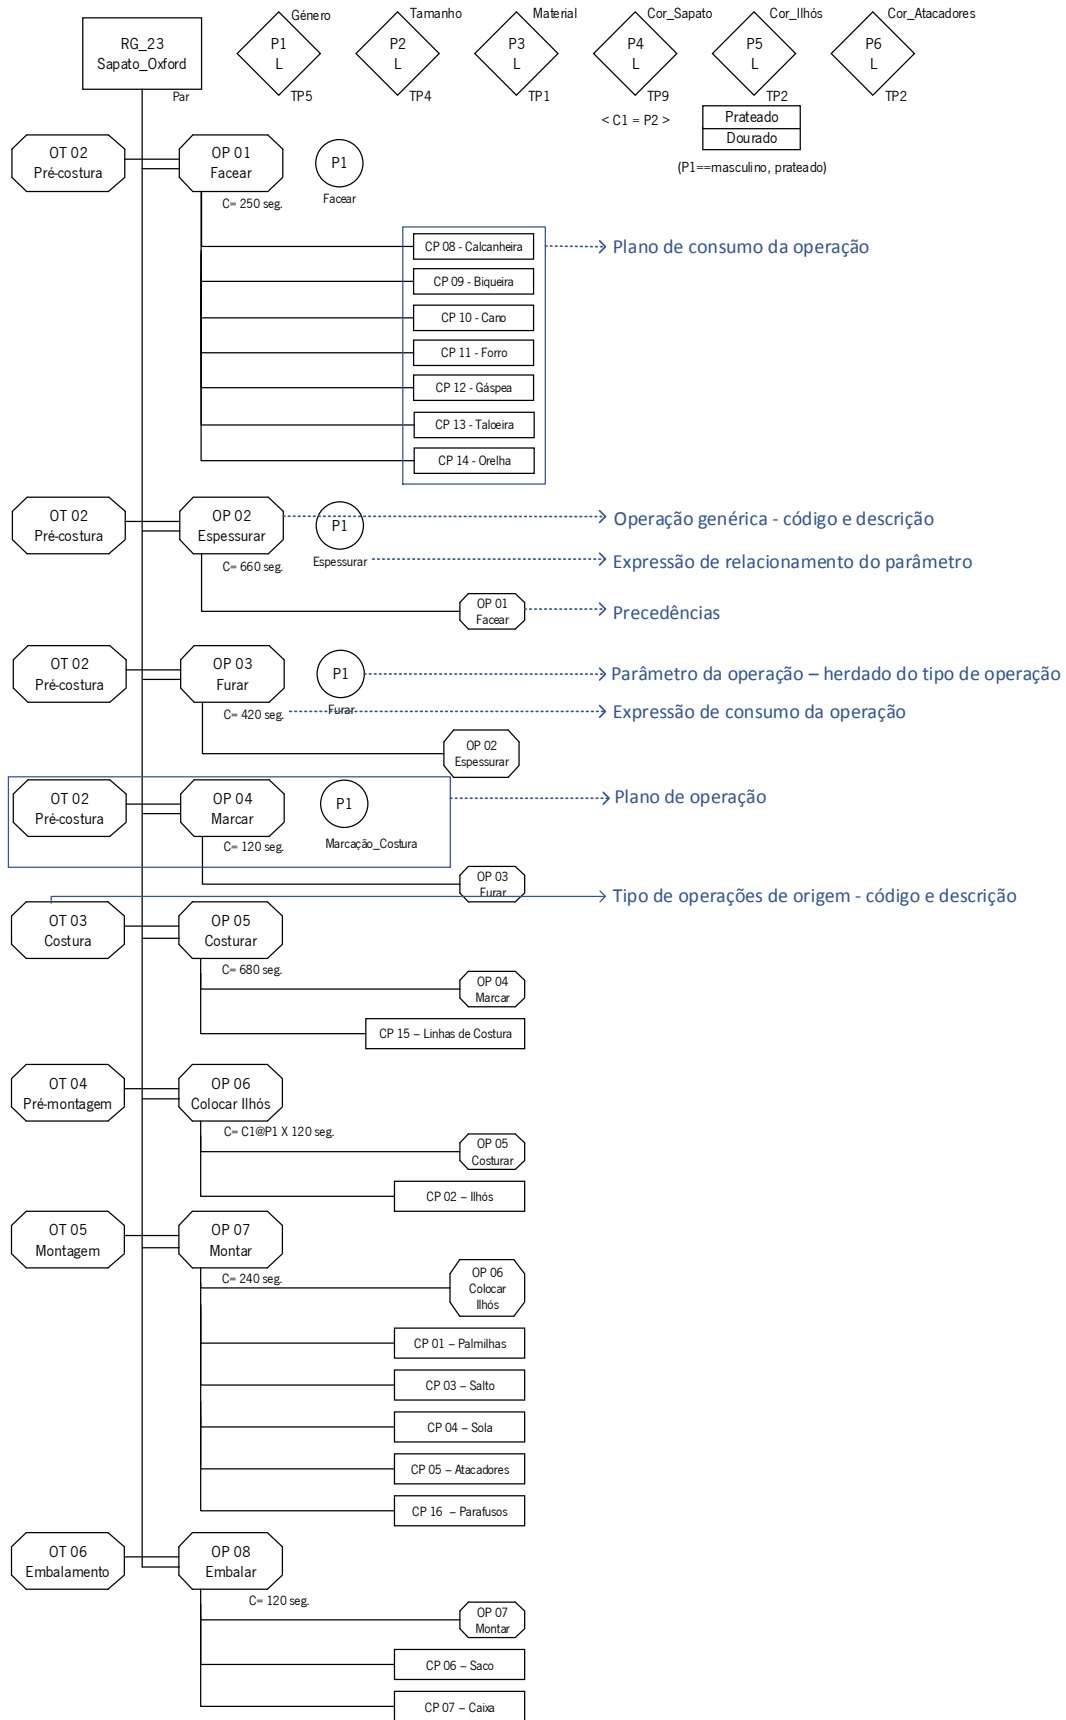 RG_23
Sapato_Oxford
Par
Género
P1
L
TP5
Tamanho
P2
L
TP4
Material
P3
L
TP1
Cor_Sapato
P4
L
TP9
< C1 = P2 >
Cor_Ilhós
P5
L
TP2
Prateado
Dourado
(P1==masculino, prateado)
Cor_Atacadores
P6
L
TP2
OT 02
Pré-costura
OP 01
Facear
P1
Facear
C= 250 seg.
CP 08 - Calcanheira
Plano de consumo da operação
CP 09 - Biqueira
CP 10 - Cano
CP 11 - Forro
CP 12 - Gáspea
CP 13 - Taloeira
CP 14 - Orelha
OT 02
Pré-costura
OP 02
Espessurar
P1
Espessurar
C= 660 seg.
Operação genérica - código e descrição
Expressão de relacionamento do parâmetro
OP 01
Facear
Precedências
OT 02
Pré-costura
OP 03
Furar
P1
Furar
C= 420 seg.
Parâmetro da operação – herdado do tipo de operação
Expressão de consumo da operação
OP 02
Espessurar
OT 02
Pré-costura
OP 04
Marcar
P1
Marcação_Costura
C= 120 seg.
Plano de operação
OP 03
Furar
Tipo de operações de origem - código e descrição
OT 03
Costura
OP 05
Costurar
C= 680 seg.
OP 04
Marcar
CP 15 – Linhas de Costura
OT 04
Pré-montagem
OP 06
Colocar Ilhós
C= C1@P1 X 120 seg.
OP 05
Costurar
CP 02 – Ilhós
OT 05
Montagem
OP 07
Montar
C= 240 seg.
OP 06
Colocar
Ilhós
CP 01 – Palmilhas
CP 03 – Salto
CP 04 – Sola
CP 05 – Atacadores
CP 16 – Parafusos
OT 06
Embalamento
OP 08
Embalar
C= 120 seg.
OP 07
Montar
CP 06 – Saco
CP 07 – Caixa